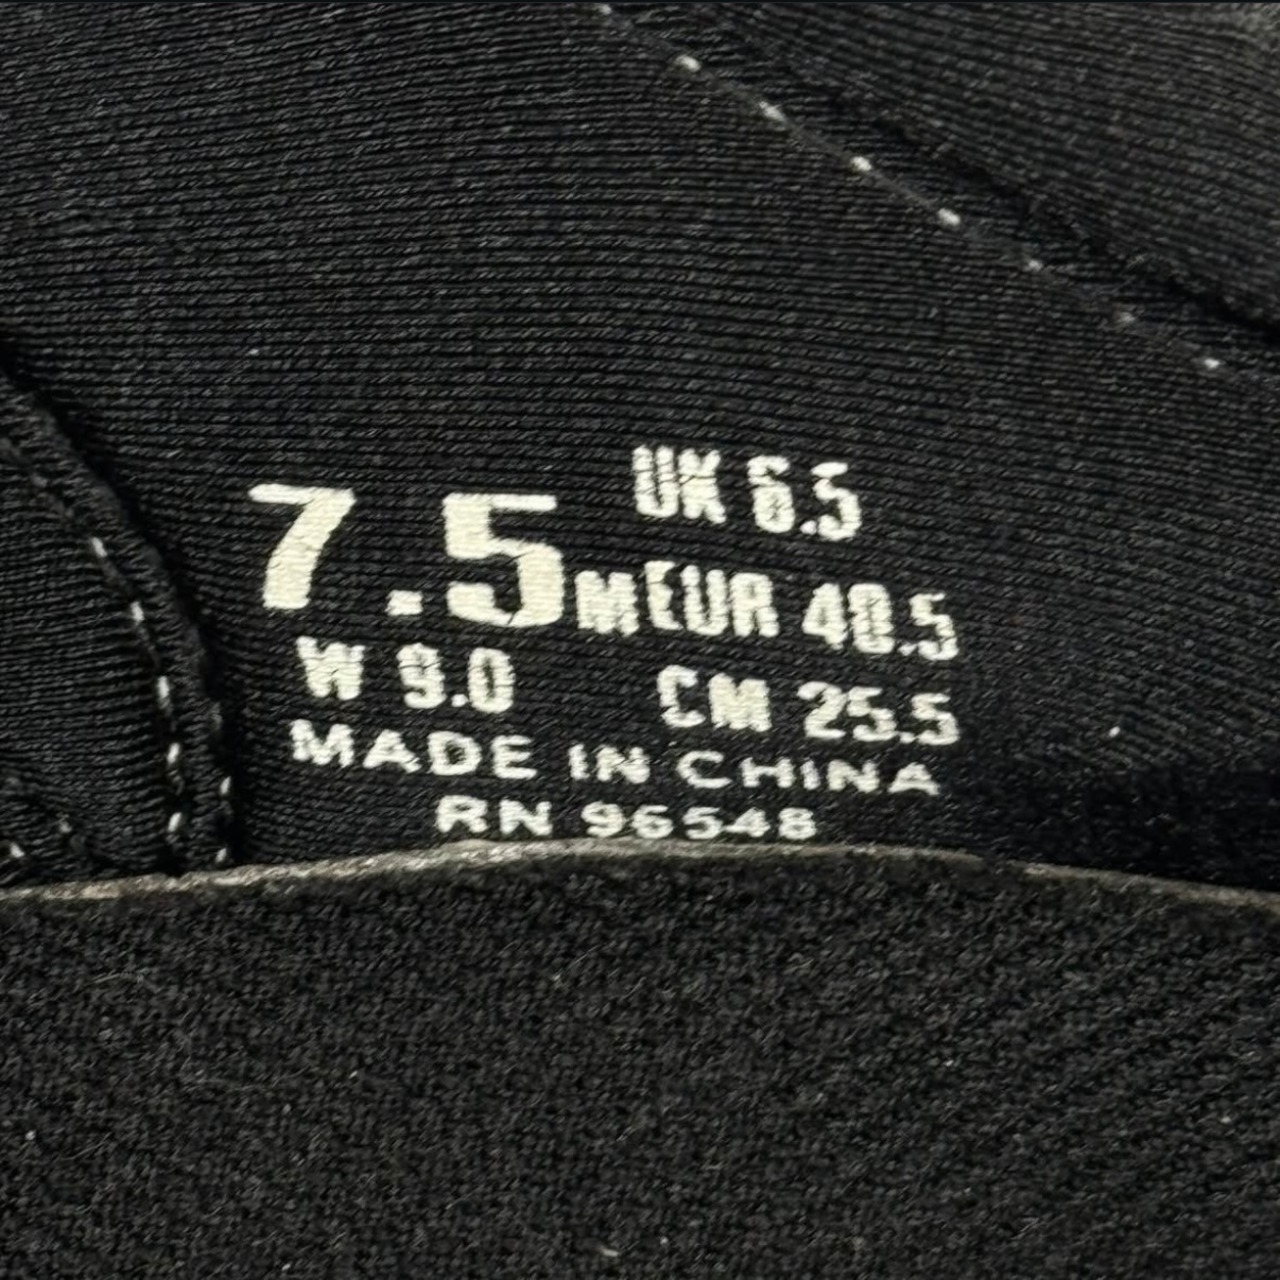 UK 6.5
7.5 M EUR 40.5
W 9.0 CM 25.5
MADE IN CHINA
RN 96548